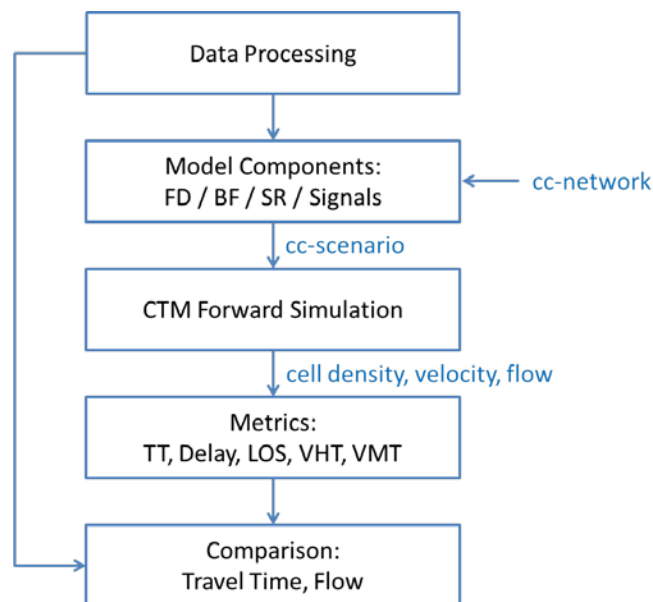 Data Processing
Model Components:
FD / BF / SR / Signals
cc-network
cc-scenario
CTM Forward Simulation
cell density, velocity, flow
Metrics:
TT, Delay, LOS, VHT, VMT
Comparison:
Travel Time, Flow